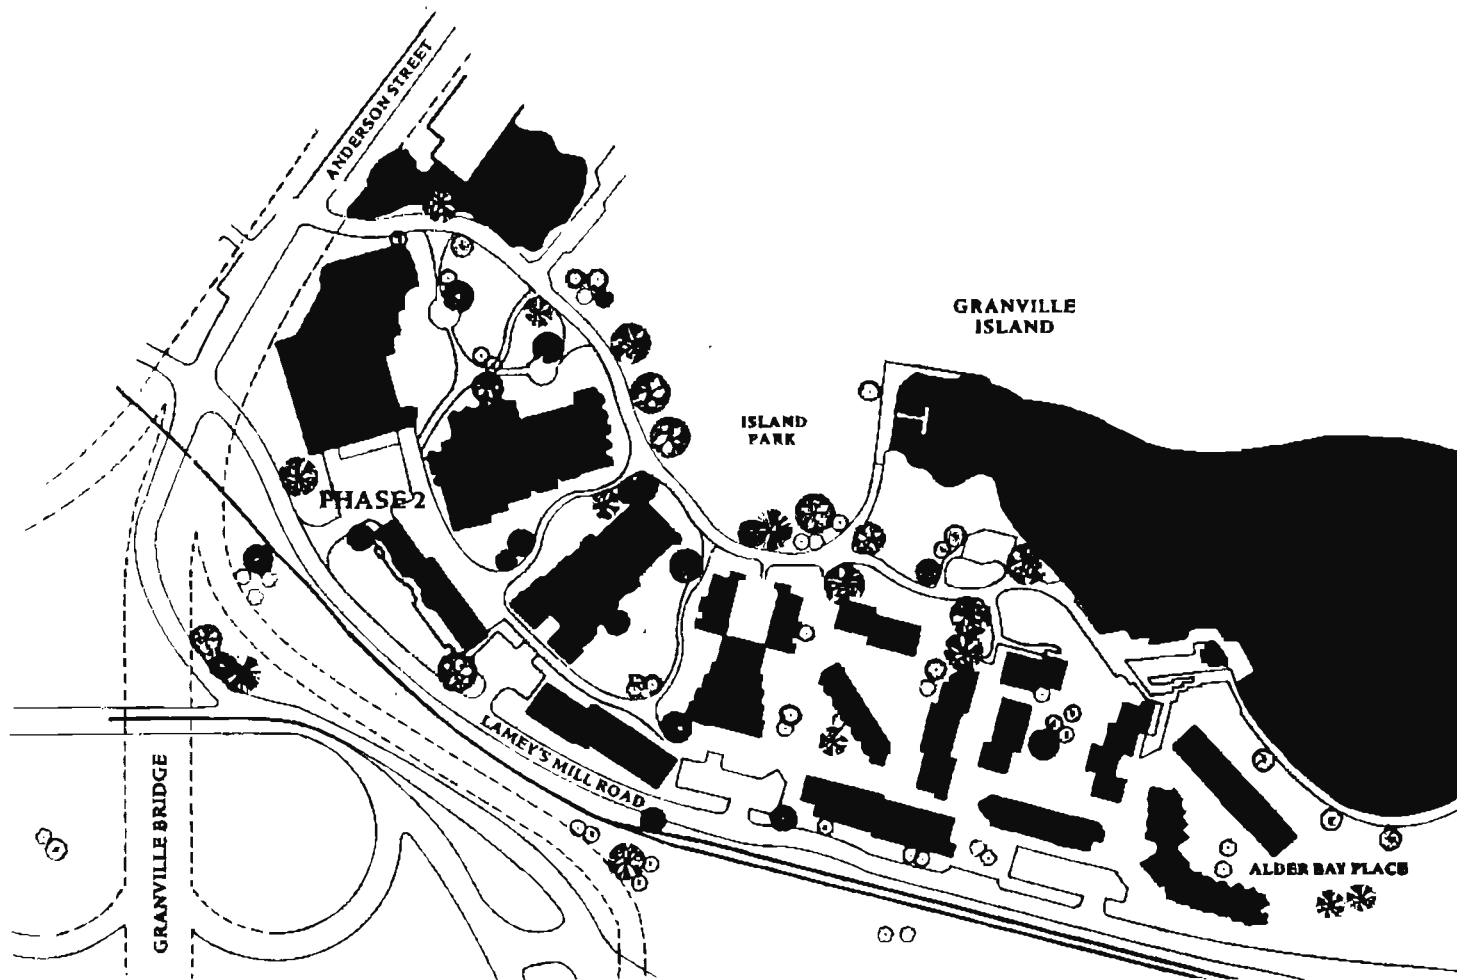 ANDERSON STREET
GRANVILLE
ISLAND
ISLAND
PARK
PHASE 2
LAMEY'S MILL ROAD
GRANVILLE BRIDGE
ALDER BAY PLACE